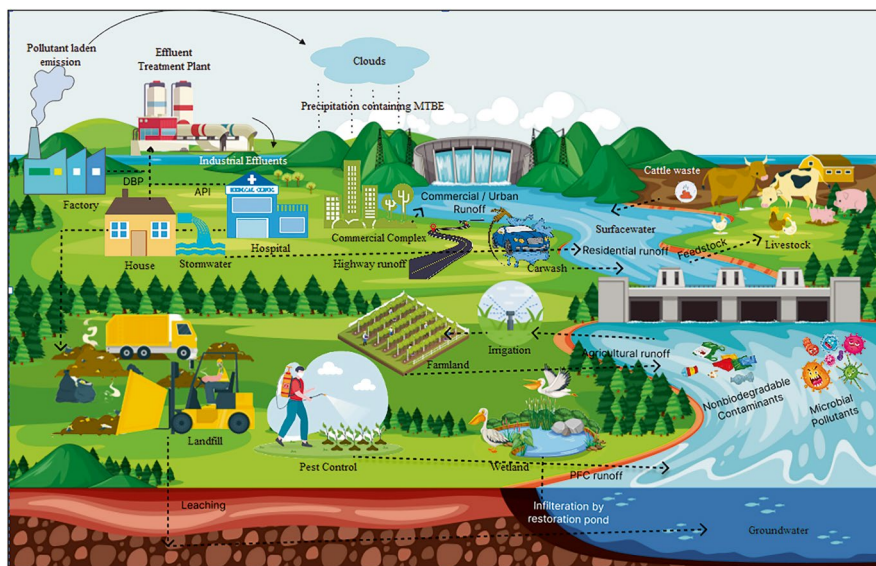 Pollutant laden
emission
Effluent
Treatment Plant
Clouds
Precipitation containing MTBE
Industrial Effluents
Cattle waste
DBP
API
Factory
Commercial / Urban
Runoff
Surfacewater
House
Stormwater
Hospital
Commercial Complex
Highway runoff
Carwash
Residential runoff
Feedstock
Livestock
Farmland
Irrigation
Agricultural runoff
Nonbiodegradable
Contaminants
Microbial
Pollutants
Landfill
Pest Control
Wetland
PFC runoff
Leaching
Infilteration by
restoration pond
Groundwater